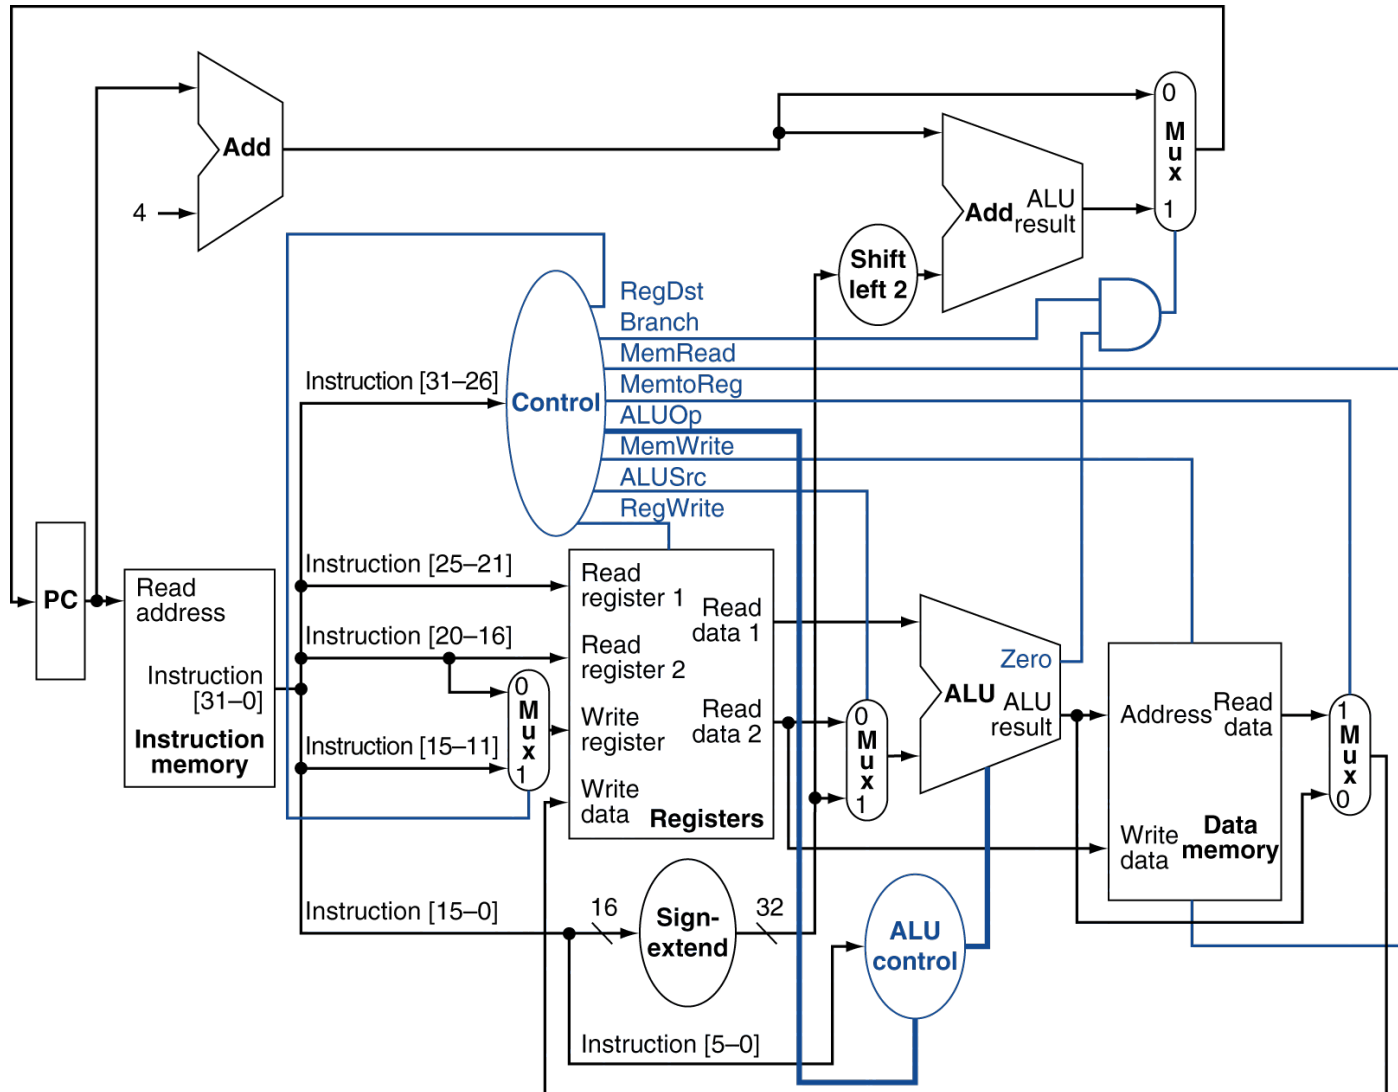 Add
4
0
M
u
x
1
Add
ALU
result
Shift
left 2
RegDst
Branch
MemRead
MemtoReg
ALUOp
MemWrite
ALUSrc
RegWrite
Control
Instruction [31–26]
Instruction [25–21]
Instruction [20–16]
Instruction [15–11]
Instruction [15–0]
Instruction [5–0]
PC
Read
address
Instruction
[31–0]
Instruction
memory
0
M
u
x
1
Read
register 1
Read
register 2
Write
register
Write
data
Read
data 1
Read
data 2
Registers
0
M
u
x
1
Zero
ALU
ALU
result
Address
Read
data
Write
data
Data
memory
1
M
u
x
0
16
Sign-
extend
32
ALU
control